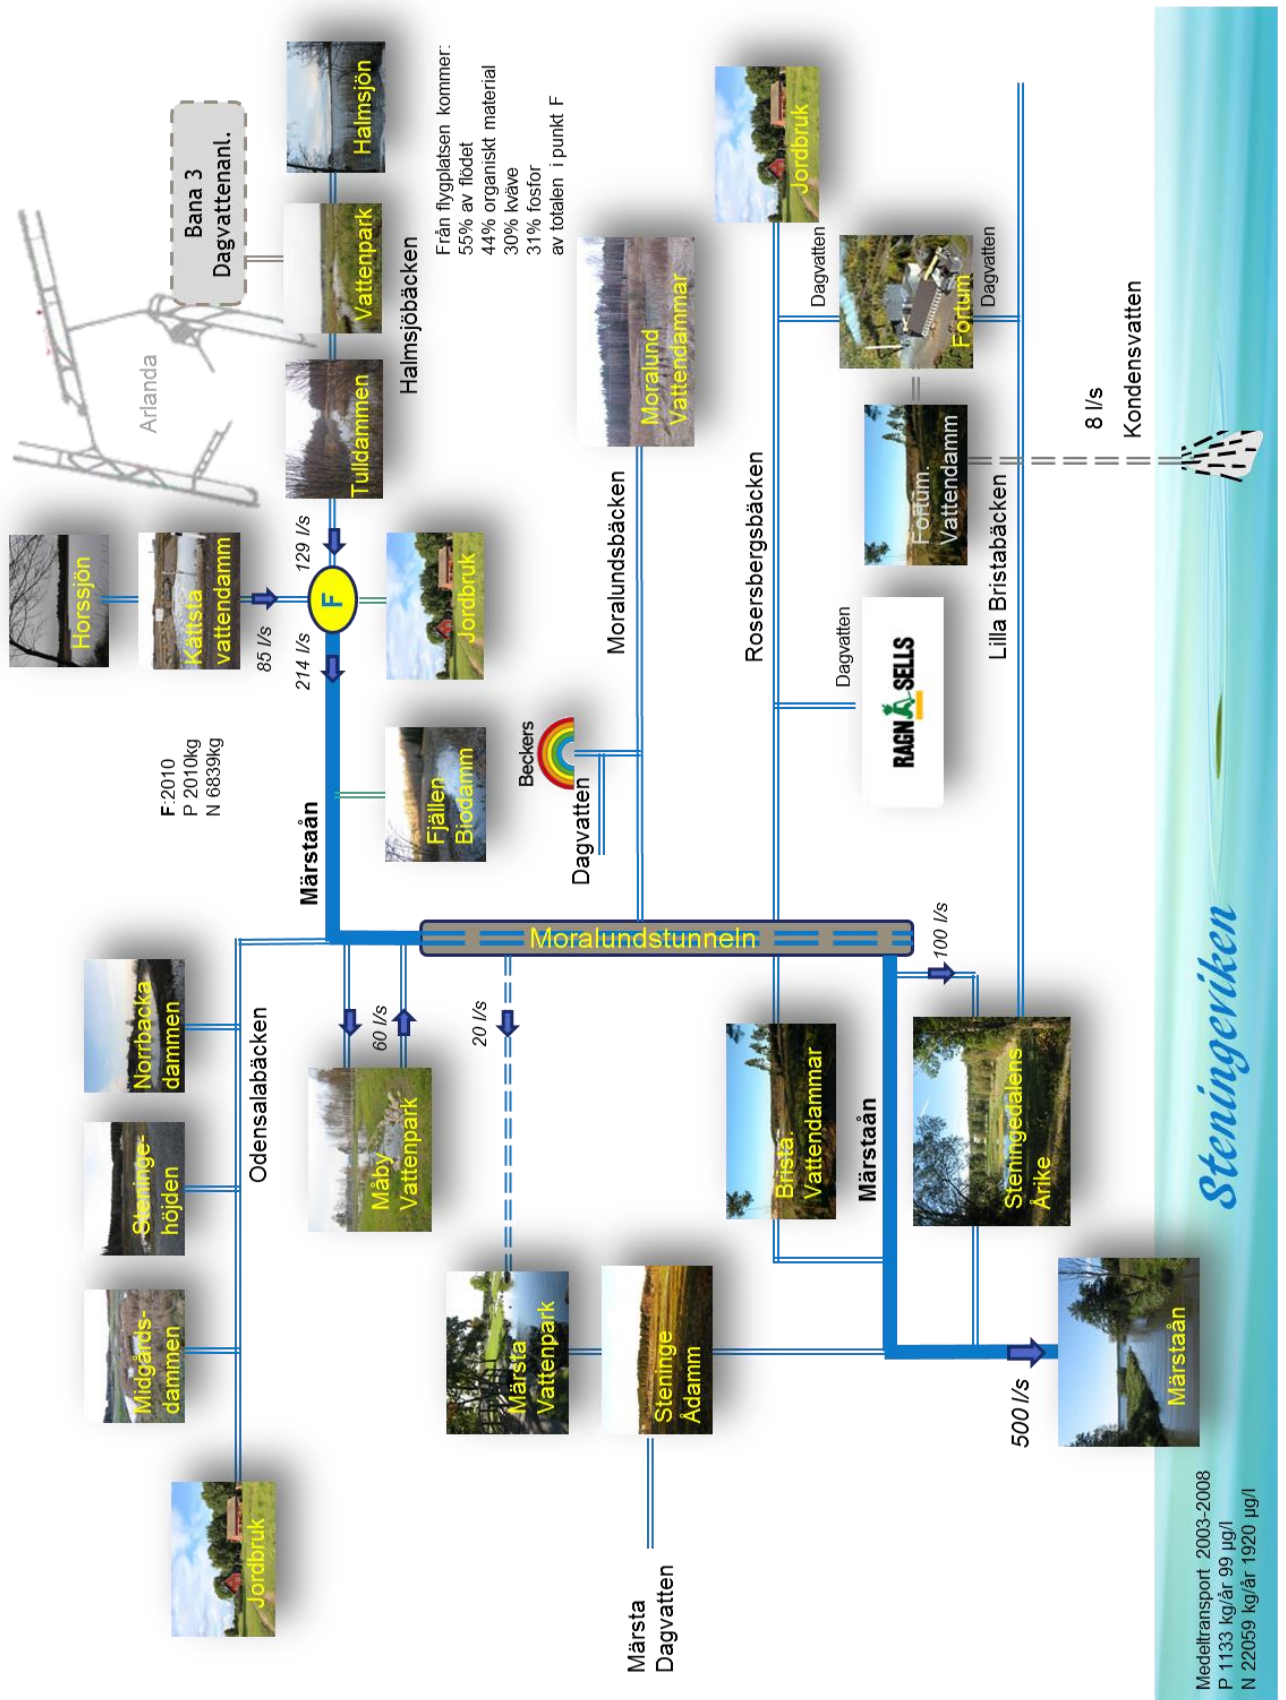 Jordbruk
Midgårds-
dammen
Steninge-
höjden
Norrbacka
dammen
Odensalabäcken
F:2010
P 2010kg
N 6839kg
Horssjön
Kättsta
vattendamm
85 l/s
Arlanda
Bana 3
Dagvattenanl.
Märstaån
214 l/s
F
129 l/s
Tulldammen
Vattenpark
Halmsjön
Halmsjöbäcken
Måby
Vattenpark
60 l/s
Fjällen
Biodamm
Jordbruk
Från flygplatsen kommer:
55% av flödet
44% organiskt material
30% kväve
31% fosfor
av totalen i punkt F
Märsta
Vattenpark
20 l/s
Moralundstunneln
Beckers
Dagvatten
Moralundsbäcken
Moralund
Vattendammar
Märsta
Dagvatten
Steninge
Ådamm
Brista.
Vattendammar
Rosersbergsbäcken
Jordbruk
Dagvatten
Dagvatten
RAGN SELLS
Fortum.
Vattendamm
Fortum
Dagvatten
Märstaån
100 l/s
Steningedalens
Årike
Lilla Bristabäcken
500 l/s
8 l/s
Kondensvatten
Märstaån
Steningeviken
Medeltransport 2003-2008
P 1133 kg/år 99 µg/l
N 22059 kg/år 1920 µg/l